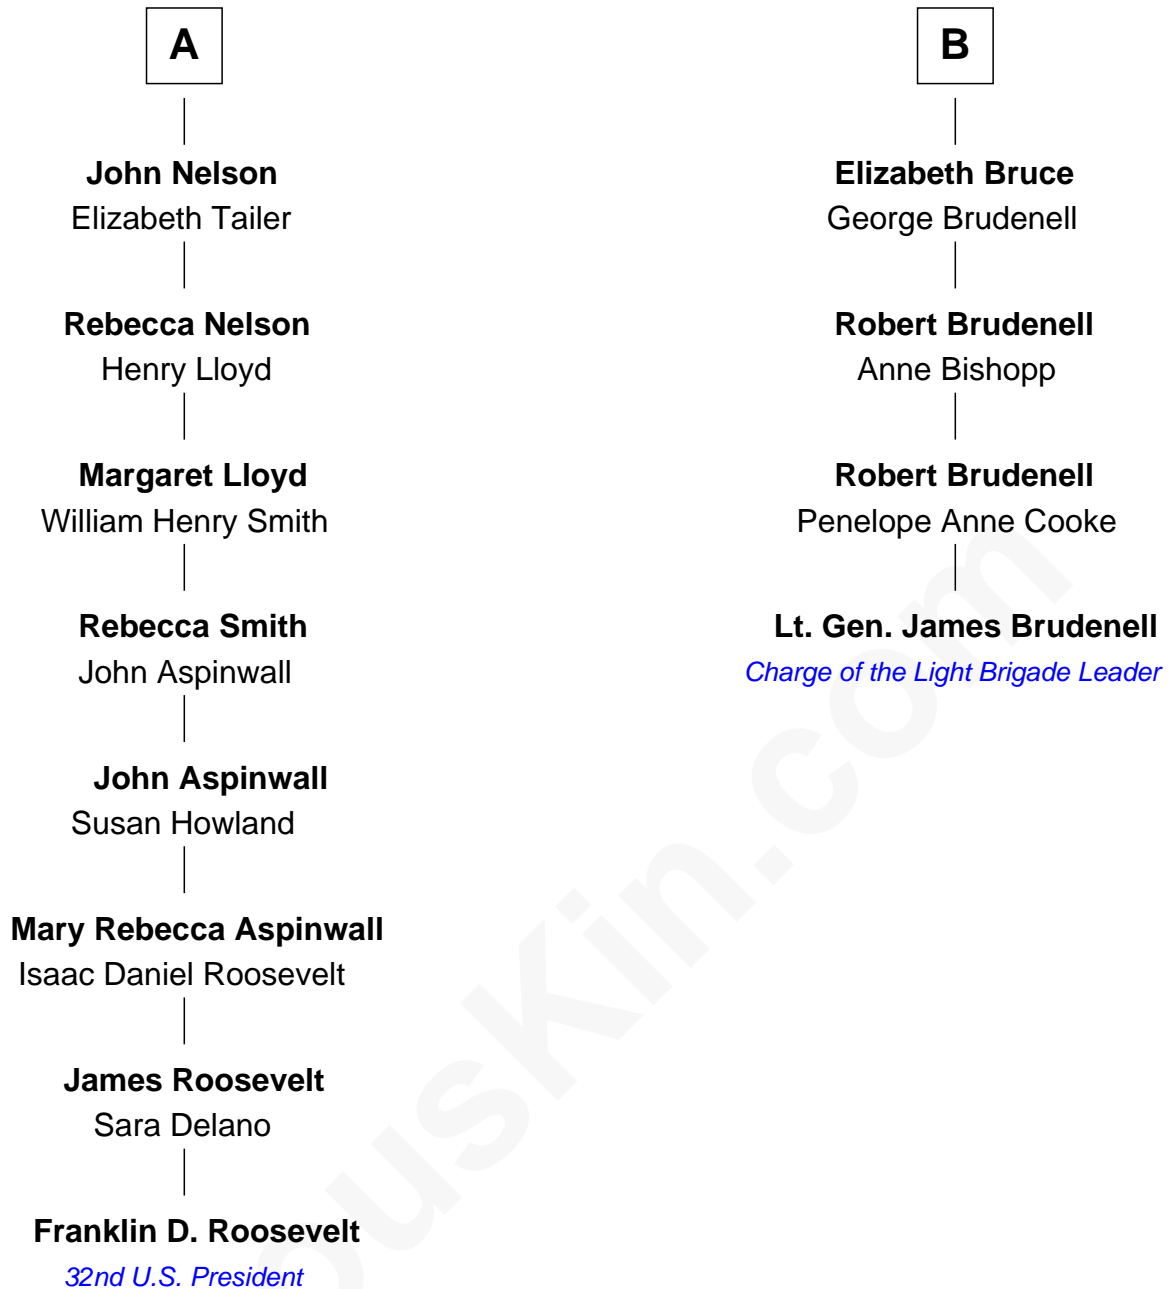 A
John Nelson
Elizabeth Tailer
Rebecca Nelson
Henry Lloyd
Margaret Lloyd
William Henry Smith
Rebecca Smith
John Aspinwall
John Aspinwall
Susan Howland
Mary Rebecca Aspinwall
Isaac Daniel Roosevelt
James Roosevelt
Sara Delano
Franklin D. Roosevelt
32nd U.S. President
B
Elizabeth Bruce
George Brudenell
Robert Brudenell
Anne Bishopp
Robert Brudenell
Penelope Anne Cooke
Lt. Gen. James Brudenell
Charge of the Light Brigade Leader
ousKin.com